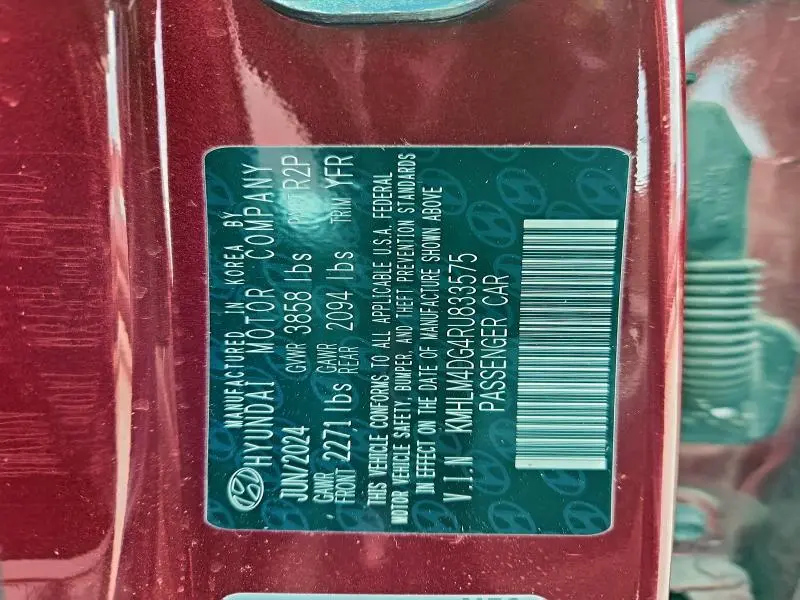 MANUFACTURED IN KOREA BY
HYUNDAI MOTOR COMPANY
JUN/2024 GVWR 3858 lbs PAINT R2P
GAWR FRONT 2271 lbs GAWR REAR 2094 lbs TRIM YFR
THIS VEHICLE CONFORMS TO ALL APPLICABLE U.S.A. FEDERAL
MOTOR VEHICLE SAFETY, BUMPER, AND THEFT PREVENTION STANDARDS
IN EFFECT ON THE DATE OF MANUFACTURE SHOWN ABOVE
V.I.N KMHLM4DG4RU833575
PASSENGER CAR